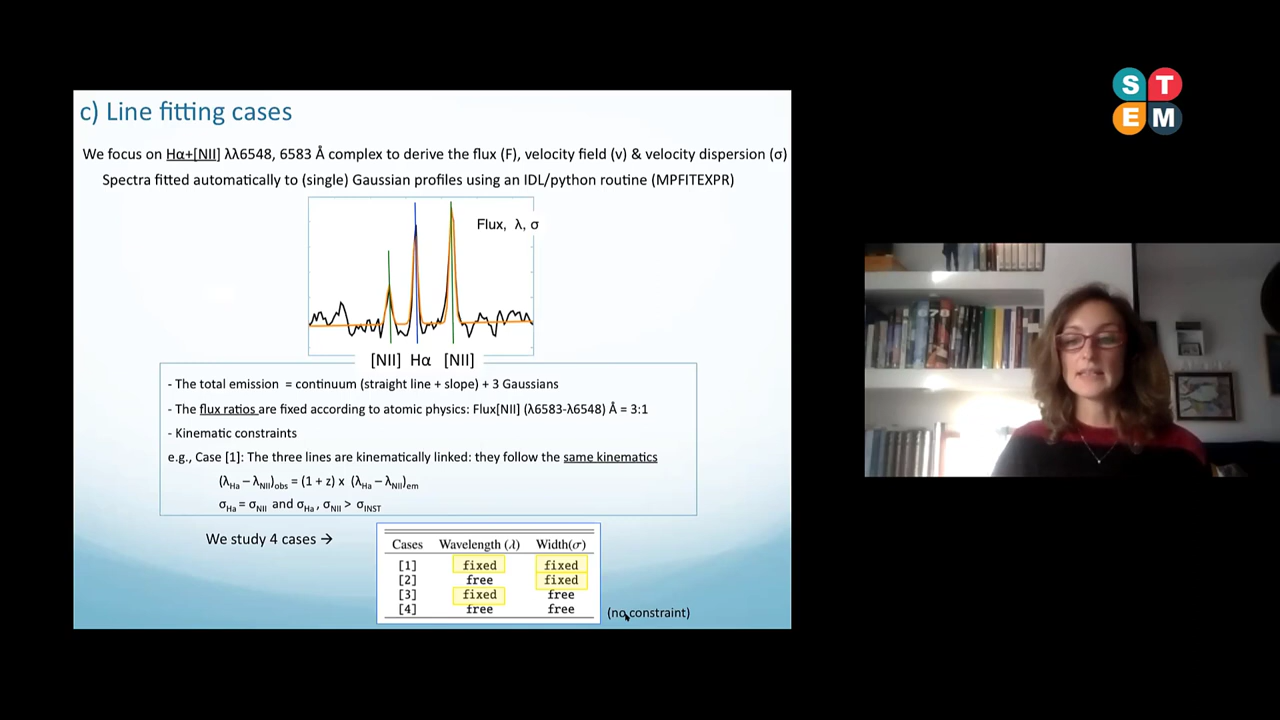 S T
E M
c) Line fitting cases
We focus on Hα+[NII] λλ6548, 6583 Å complex to derive the flux (F), velocity field (v) & velocity dispersion (σ)
Spectra fitted automatically to (single) Gaussian profiles using an IDL/python routine (MPFITEXPR)
Flux, λ, σ
[NII] Hα [NII]
- The total emission = continuum (straight line + slope) + 3 Gaussians
- The flux ratios are fixed according to atomic physics: Flux[NII] (λ6583-λ6548) Å = 3:1
- Kinematic constraints
e.g., Case [1]: The three lines are kinematically linked: they follow the same kinematics
(λHa – λNII)obs = (1 + z) x (λHa – λNII)em
σHa = σNII and σHa , σNII > σINST
We study 4 cases →
Cases Wavelength (λ) Width(σ)
[1] fixed fixed
[2] free fixed
[3] fixed free
[4] free free
(no constraint)
678